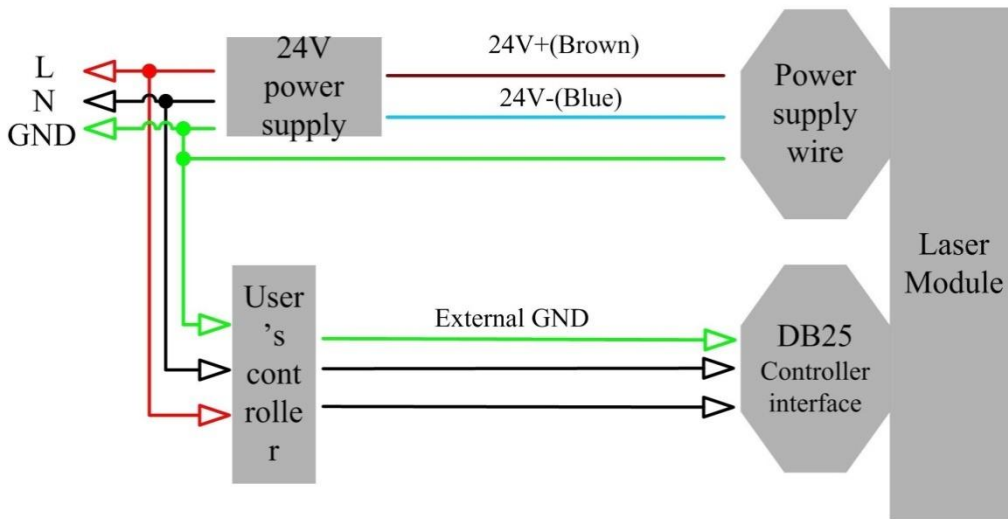 L
N
GND
24V
power
supply
24V+(Brown)
24V-(Blue)
Power
supply
wire
Laser
Module
User
’s
cont
rolle
r
External GND
DB25
Controller
interface